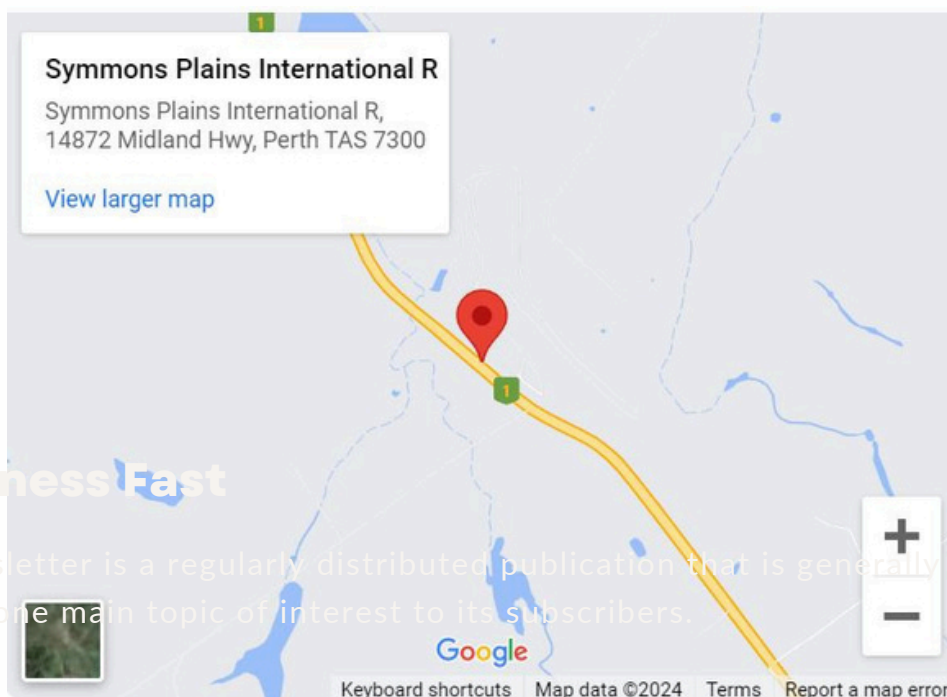 1
Symmons Plains International R
Symmons Plains International R,
14872 Midland Hwy, Perth TAS 7300
View larger map
1
ness Fast
sletter is a regularly distributed publication that is generally
one main topic of interest to its subscribers.
+
−
Google
Keyboard shortcuts Map data ©2024 Terms Report a map error